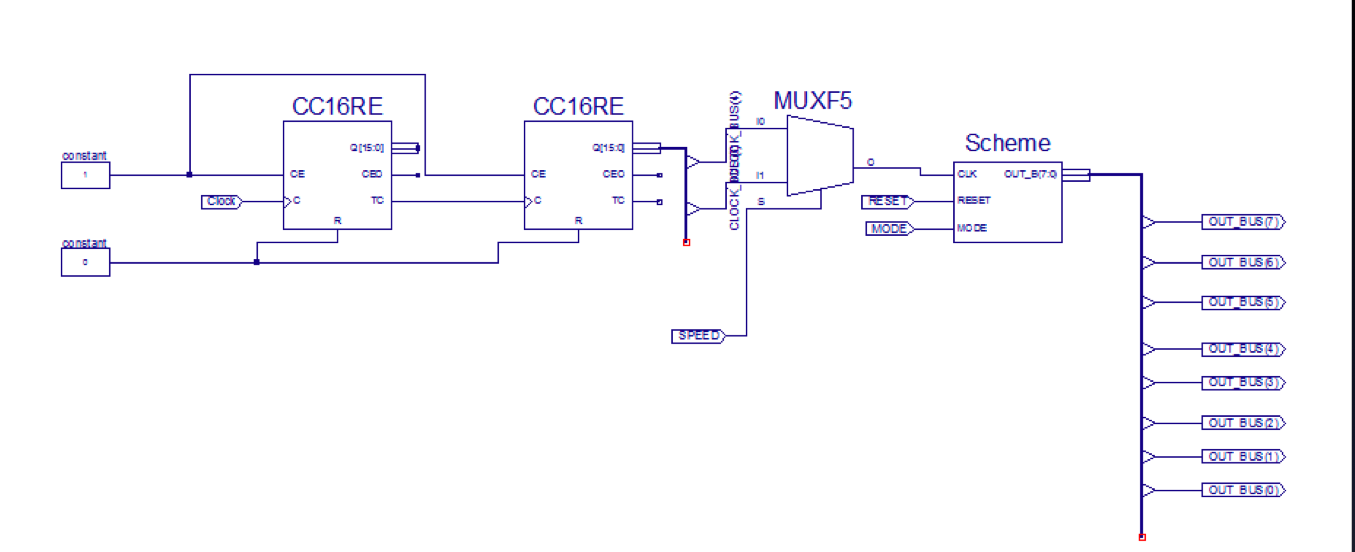 CC16RE
CC16RE
MUXF5
Scheme
constant
1
CE
C
R
Q[15:0]
CEO
TC
Clock
constant
0
CE
C
R
Q[15:0]
CEO
TC
I0
I1
S
O
SPEED
CLK
RESET
MODE
OUT_B(7:0)
RESET
MODE
OUT_BUS(7)
OUT_BUS(6)
OUT_BUS(5)
OUT_BUS(4)
OUT_BUS(3)
OUT_BUS(2)
OUT_BUS(1)
OUT_BUS(0)